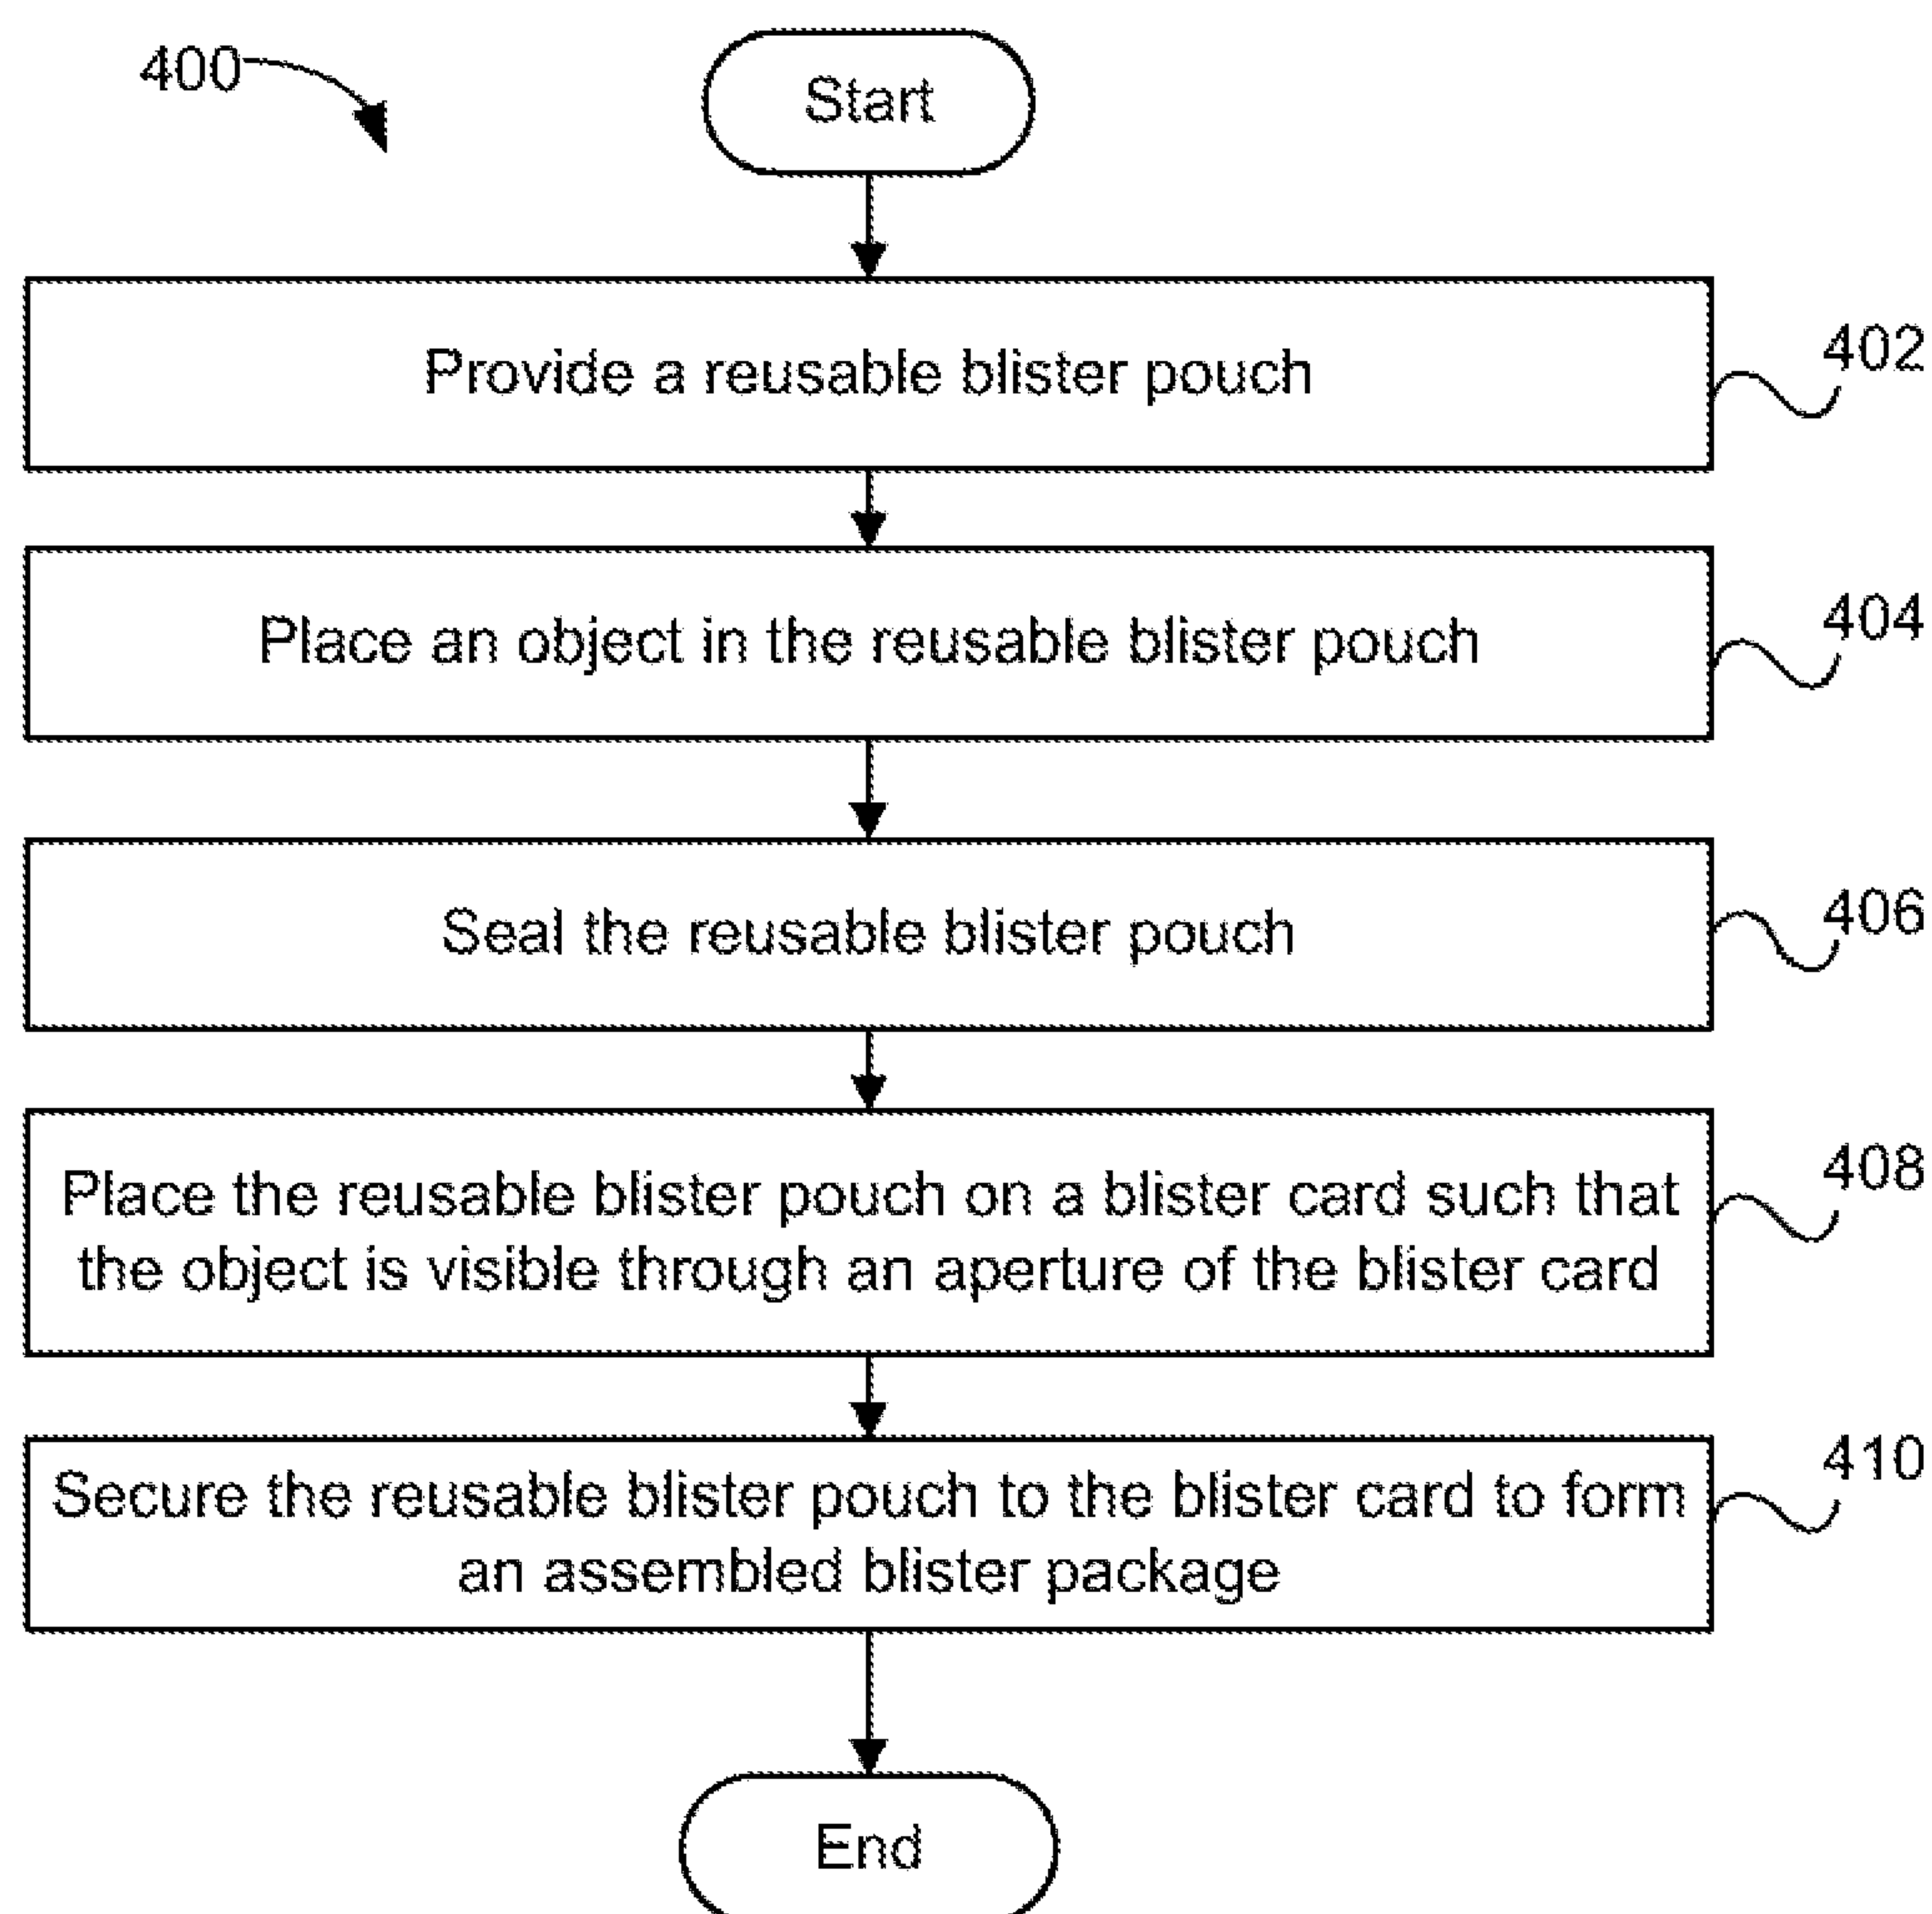 400
Start
Provide a reusable blister pouch
402
Place an object in the reusable blister pouch
404
Seal the reusable blister pouch
406
Place the reusable blister pouch on a blister card such that
the object is visible through an aperture of the blister card
408
Secure the reusable blister pouch to the blister card to form
an assembled blister package
410
End